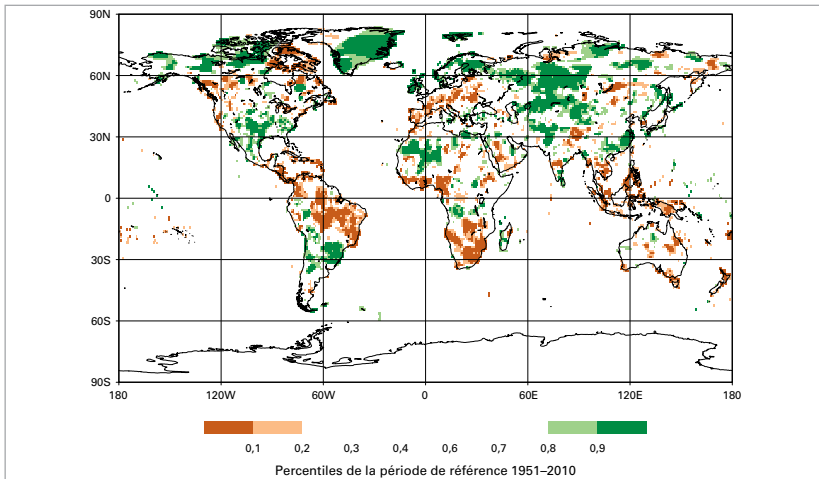 90N
60N
30N
0
30S
60S
90S
180 120W 60W 0 60E 120E 180
0,1 0,2 0,3 0,4 0,6 0,7 0,8 0,9
Percentiles de la période de référence 1951–2010